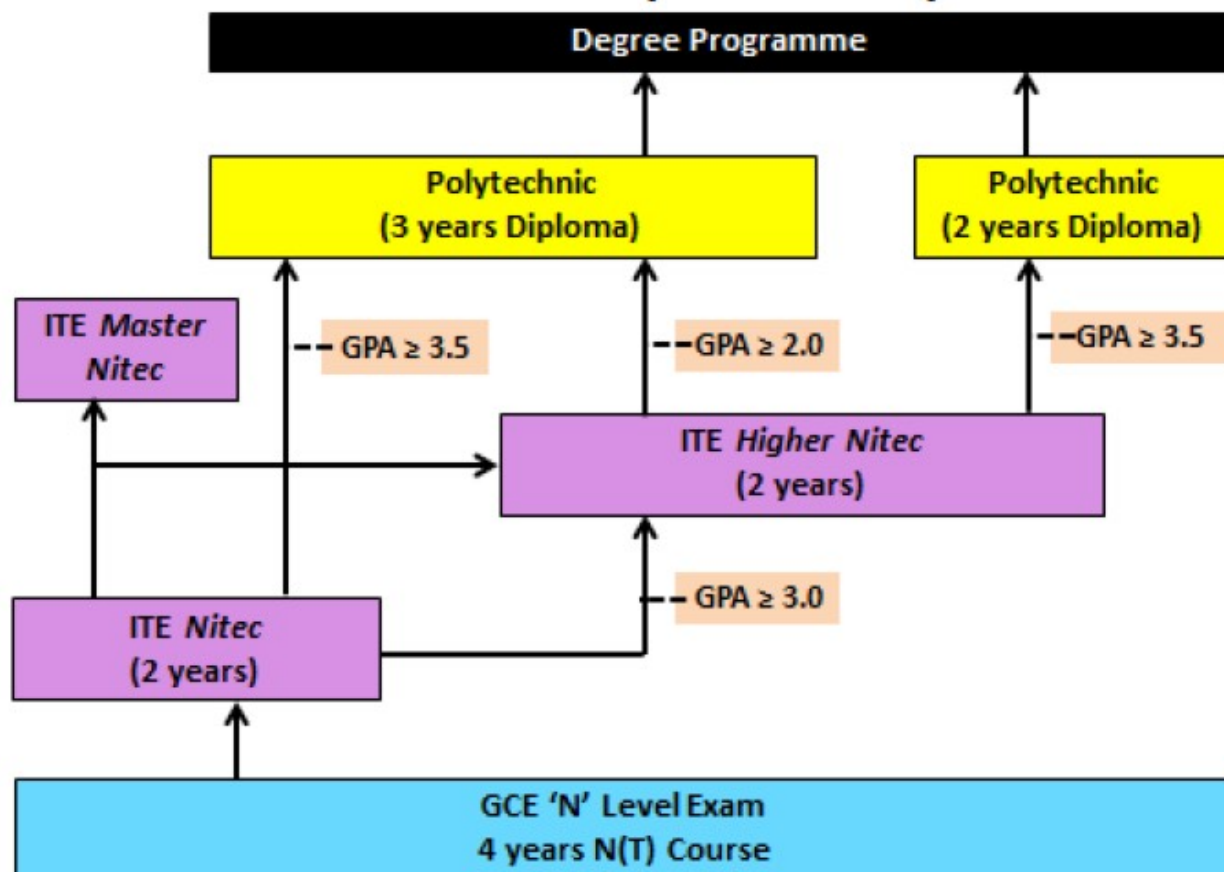 Degree Programme
Polytechnic
(3 years Diploma)
Polytechnic
(2 years Diploma)
ITE Master
Nitec
GPA ≥ 3.5
GPA ≥ 2.0
GPA ≥ 3.5
ITE Higher Nitec
(2 years)
GPA ≥ 3.0
ITE Nitec
(2 years)
GCE ‘N’ Level Exam
4 years N(T) Course